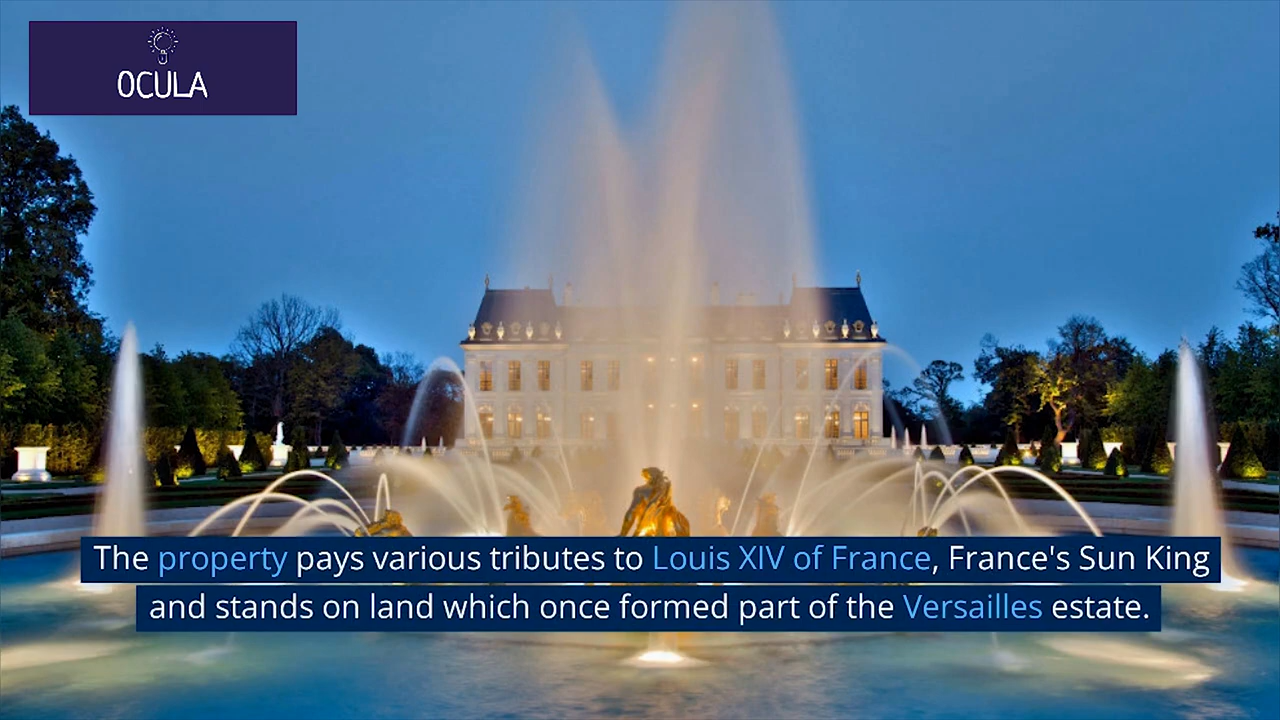 OCULA
The property pays various tributes to Louis XIV of France, France's Sun King
and stands on land which once formed part of the Versailles estate.